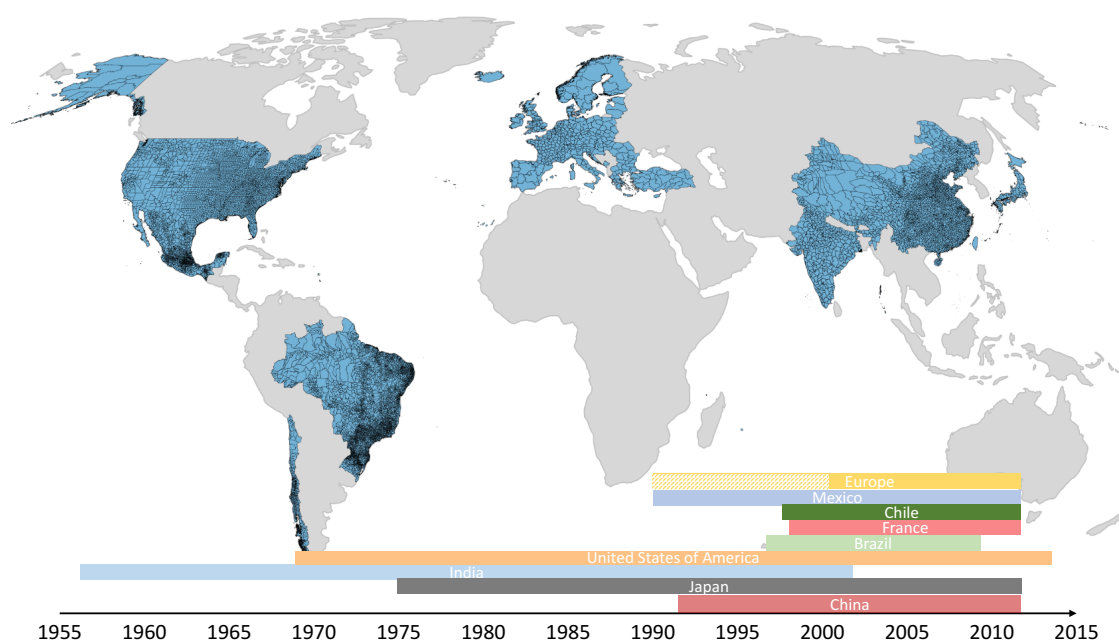 Europe
Mexico
Chile
France
Brazil
United States of America
India
Japan
China
1955 1960 1965 1970 1975 1980 1985 1990 1995 2000 2005 2010 2015